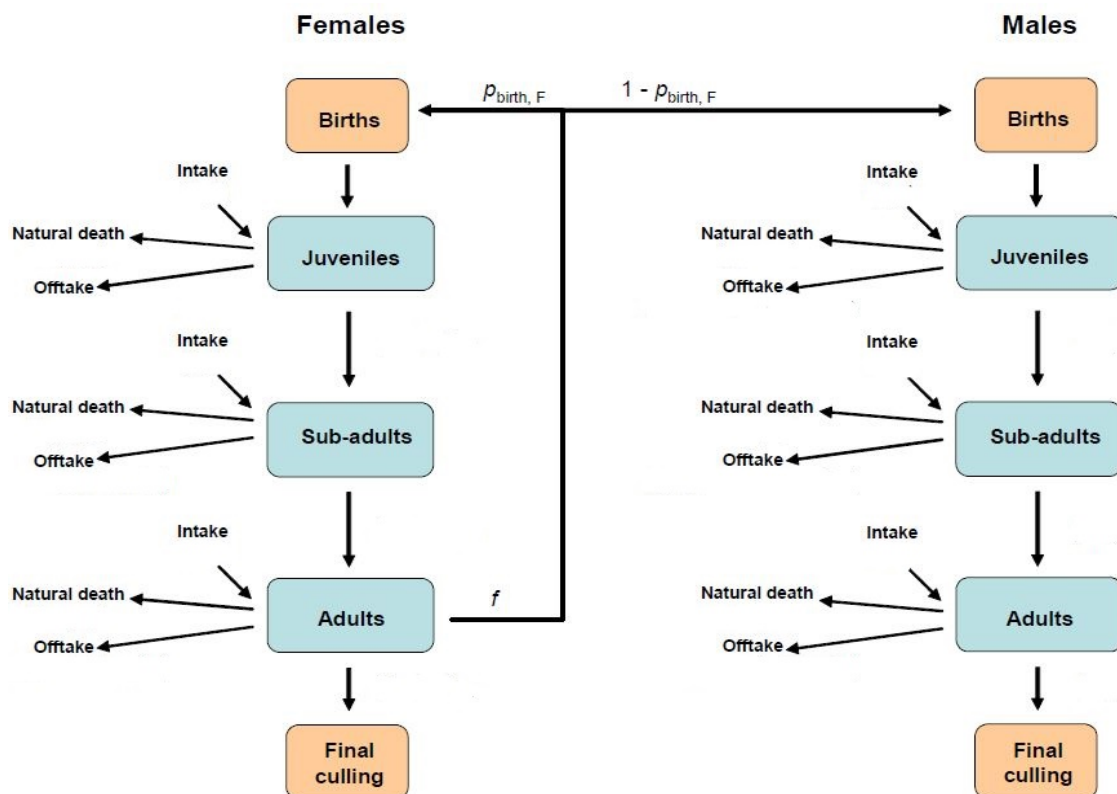 Females
Males
p birth, F
1 - p birth, F
Births
Births
Intake
Intake
Natural death
Juveniles
Natural death
Juveniles
Offtake
Offtake
Intake
Intake
Natural death
Sub-adults
Natural death
Sub-adults
Offtake
Offtake
Intake
Intake
Natural death
Adults
f
Natural death
Adults
Offtake
Offtake
Final
culling
Final
culling